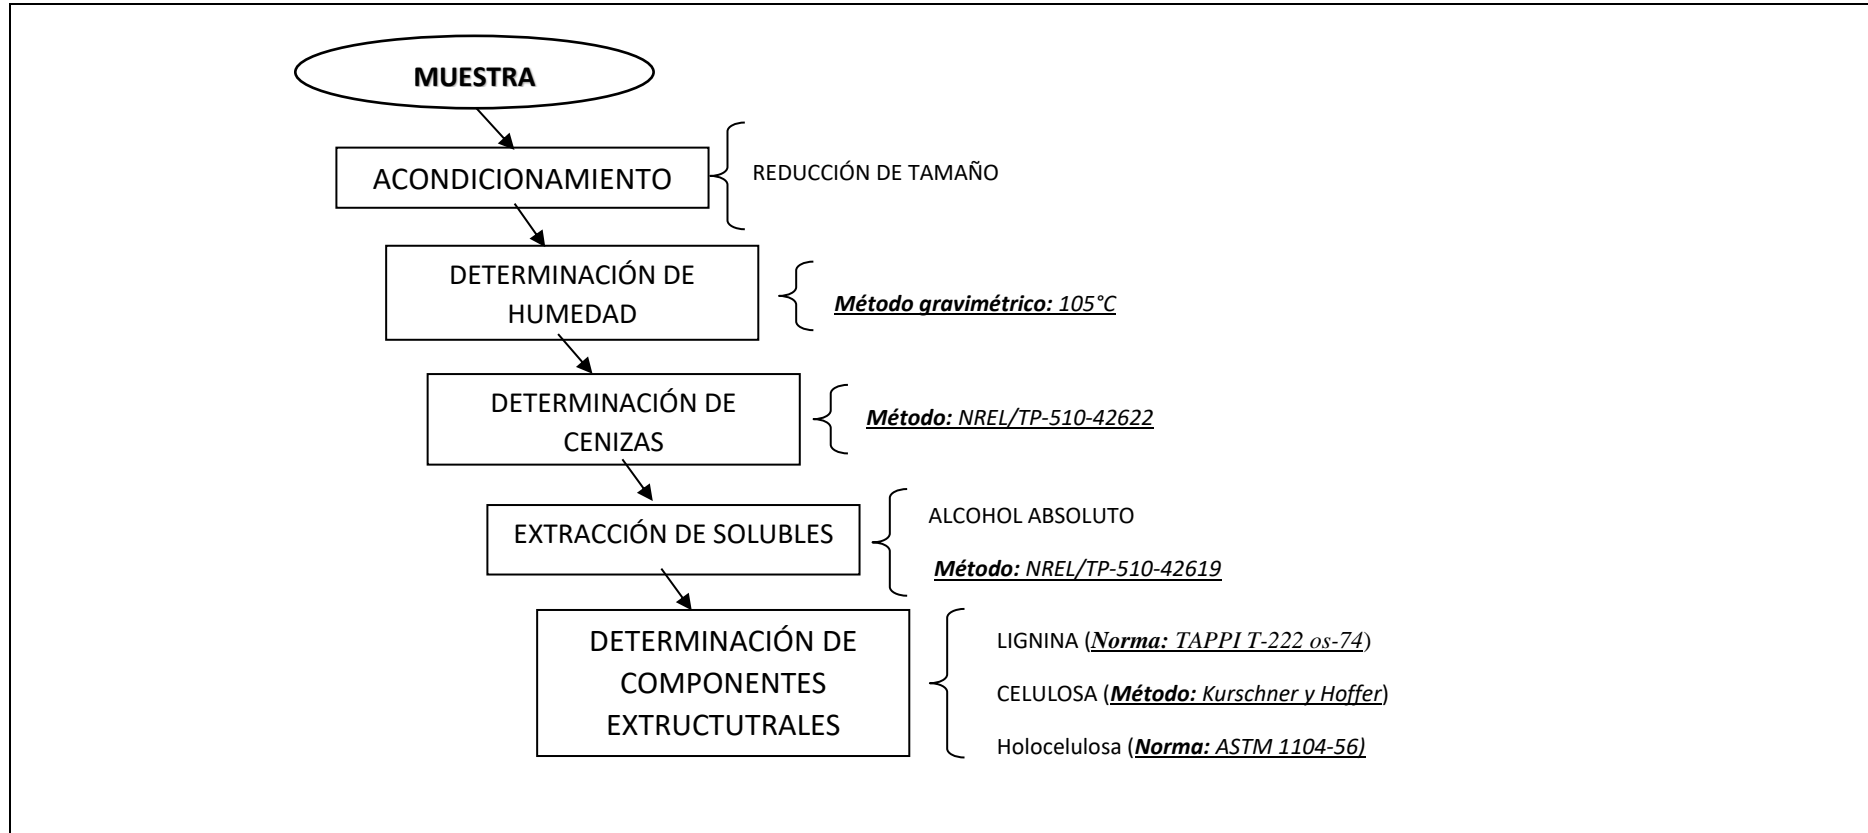 MUESTRA
ACONDICIONAMIENTO
REDUCCIÓN DE TAMAÑO
DETERMINACIÓN DE
HUMEDAD
Método gravimétrico: 105°C
DETERMINACIÓN DE
CENIZAS
Método: NREL/TP-510-42622
EXTRACCIÓN DE SOLUBLES
ALCOHOL ABSOLUTO
Método: NREL/TP-510-42619
DETERMINACIÓN DE
COMPONENTES
EXTRUCTUTRALES
LIGNINA (Norma: TAPPI T-222 os-74)
CELULOSA (Método: Kurschner y Hoffer)
Holocelulosa (Norma: ASTM 1104-56)